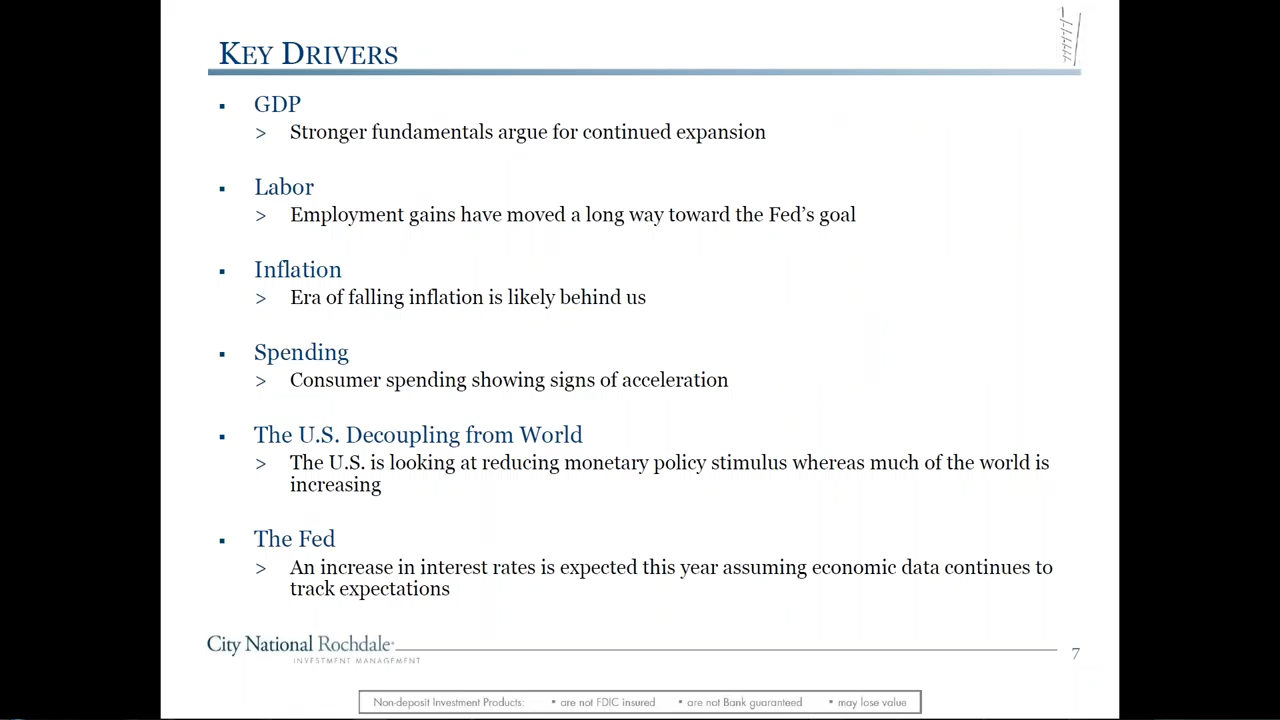 KEY DRIVERS
▪ GDP
> Stronger fundamentals argue for continued expansion
▪ Labor
> Employment gains have moved a long way toward the Fed’s goal
▪ Inflation
> Era of falling inflation is likely behind us
▪ Spending
> Consumer spending showing signs of acceleration
▪ The U.S. Decoupling from World
> The U.S. is looking at reducing monetary policy stimulus whereas much of the world is
increasing
▪ The Fed
> An increase in interest rates is expected this year assuming economic data continues to
track expectations
City National Rochdale
INVESTMENT MANAGEMENT
7
Non-deposit Investment Products: • are not FDIC insured • are not Bank guaranteed • may lose value